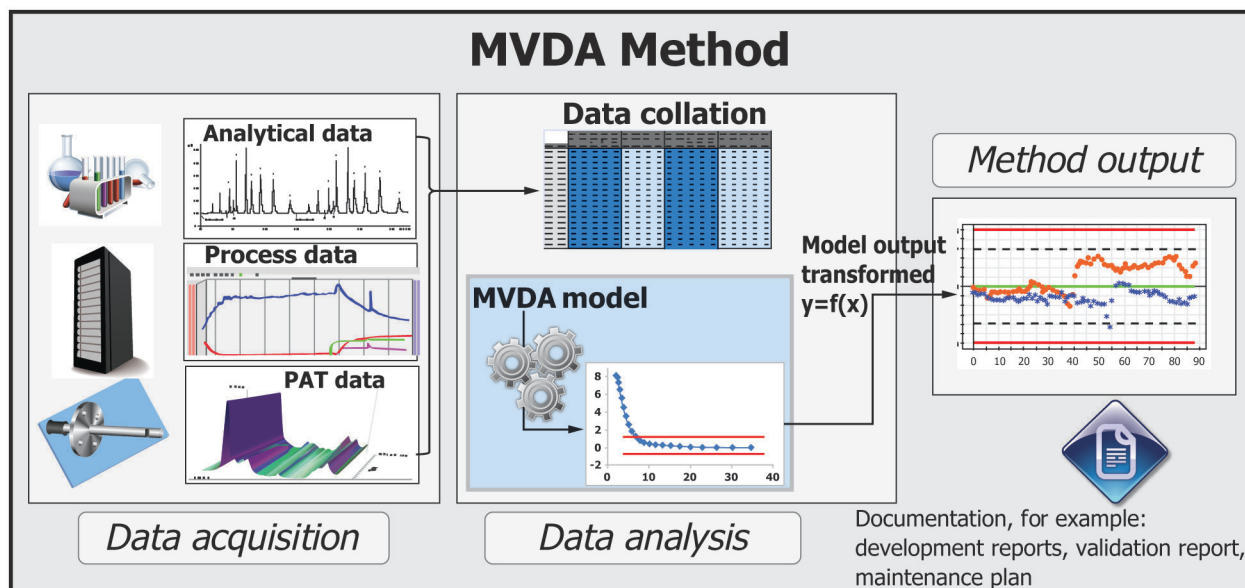 MVDA Method
Analytical data
Process data
PAT data
Data acquisition
Data collation
MVDA model
8
6
4
2
0
-2
0 10 20 30 40
Data analysis
Model output
transformed
y=f(x)
Method output
0 10 20 30 40 50 60 70 80 90
Documentation, for example:
development reports, validation report,
maintenance plan